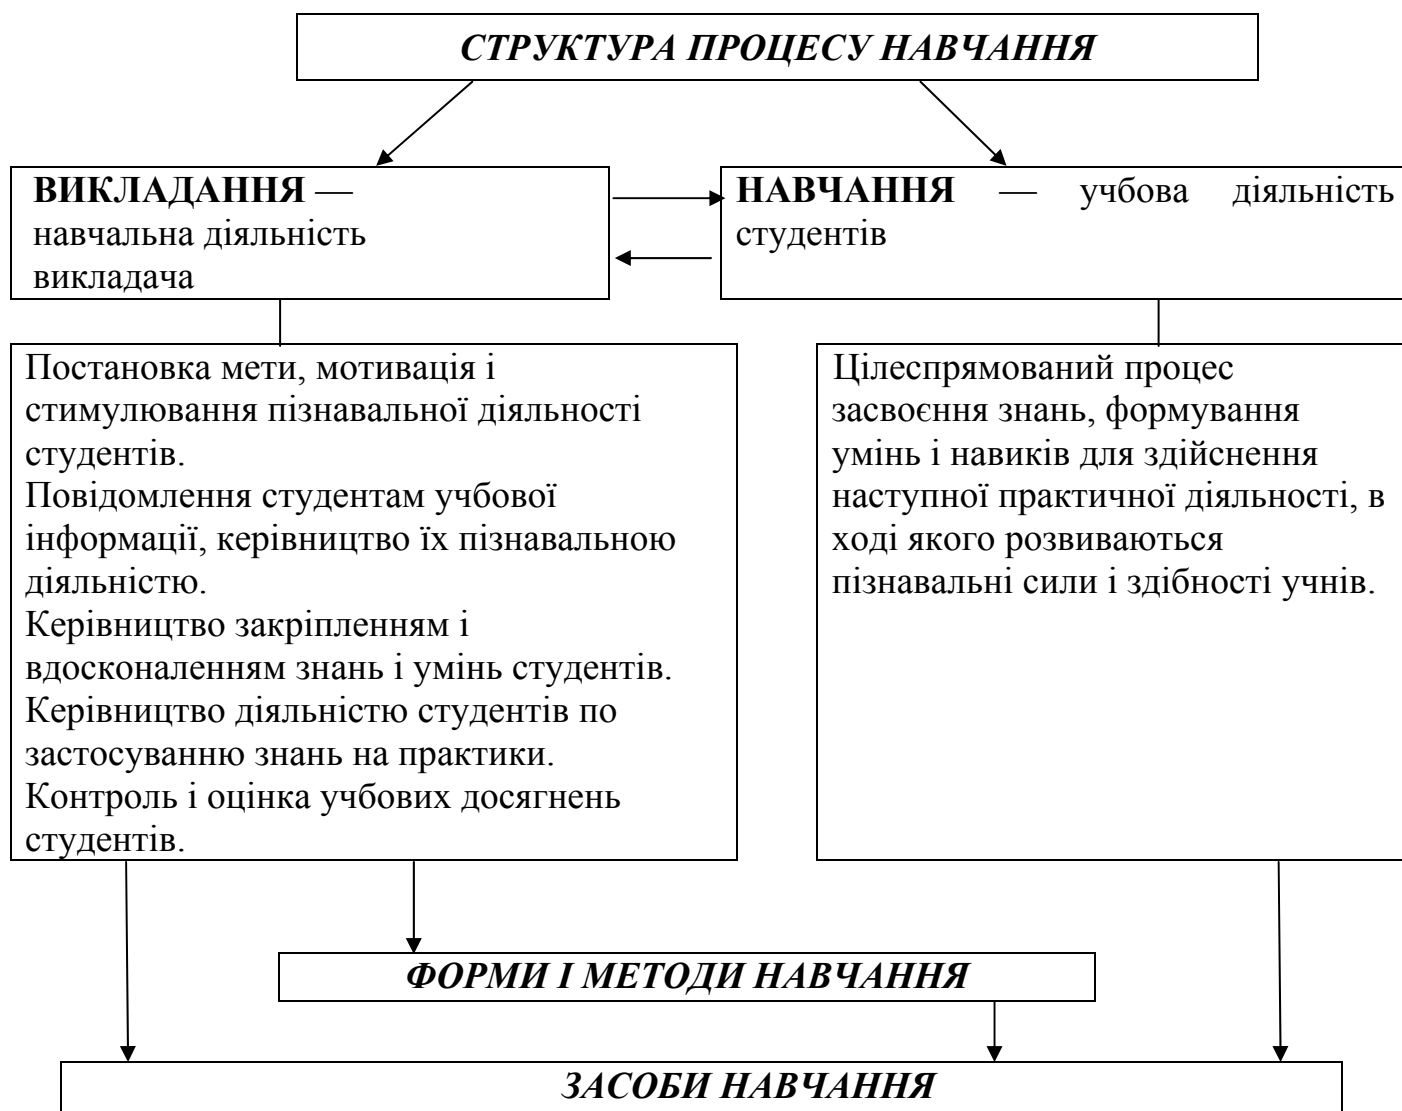 СТРУКТУРА ПРОЦЕСУ НАВЧАННЯ
ВИКЛАДАННЯ —
навчальна діяльність
викладача
НАВЧАННЯ — учбова діяльність
студентів
Постановка мети, мотивація і
стимулювання пізнавальної діяльності
студентів.
Повідомлення студентам учбової
інформації, керівництво їх пізнавальною
діяльністю.
Керівництво закріпленням і
вдосконаленням знань і умінь студентів.
Керівництво діяльністю студентів по
застосуванню знань на практики.
Контроль і оцінка учбових досягнень
студентів.
Цілеспрямований процес
засвоєння знань, формування
умінь і навиків для здійснення
наступної практичної діяльності, в
ході якого розвиваються
пізнавальні сили і здібності учнів.
ФОРМИ І МЕТОДИ НАВЧАННЯ
ЗАСОБИ НАВЧАННЯ